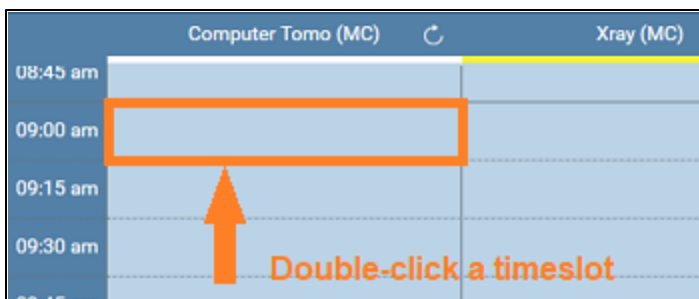 Computer Tomo (MC) Xray (MC)
08:45 am
09:00 am
09:15 am
09:30 am
Double-click a timeslot